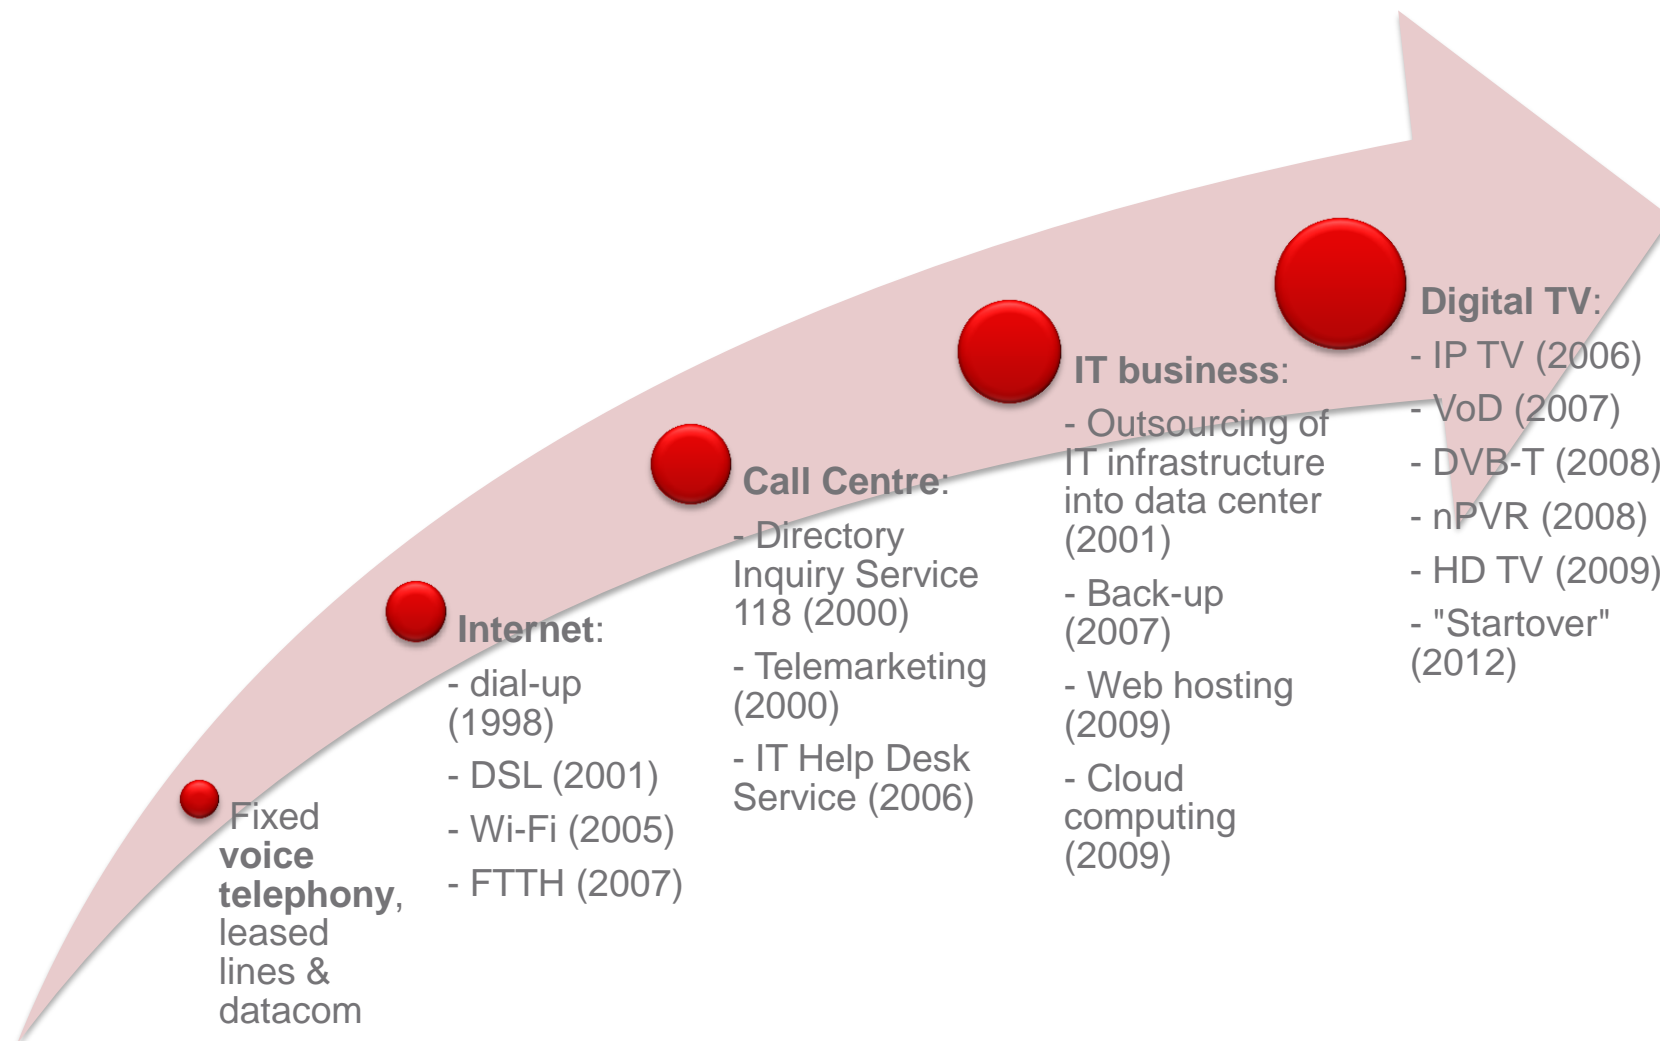 Fixed
voice
telephony,
leased
lines &
datacom
Internet:
- dial-up
(1998)
- DSL (2001)
- Wi-Fi (2005)
- FTTH (2007)
Call Centre:
- Directory
Inquiry Service
118 (2000)
- Telemarketing
(2000)
- IT Help Desk
Service (2006)
IT business:
- Outsourcing of
IT infrastructure
into data center
(2001)
- Back-up
(2007)
- Web hosting
(2009)
- Cloud
computing
(2009)
Digital TV:
- IP TV (2006)
- VoD (2007)
- DVB-T (2008)
- nPVR (2008)
- HD TV (2009)
- "Startover"
(2012)